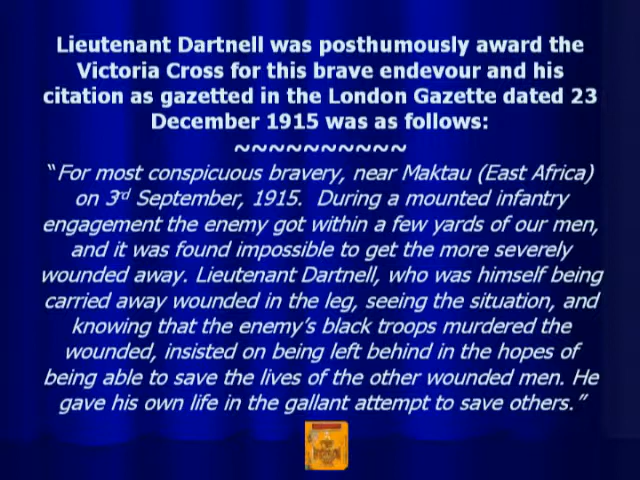 Lieutenant Dartnell was posthumously award the
Victoria Cross for this brave endevour and his
citation as gazetted in the London Gazette dated 23
December 1915 was as follows:
~~~~~~~~~~
“For most conspicuous bravery, near Maktau (East Africa)
on 3rd September, 1915.  During a mounted infantry
engagement the enemy got within a few yards of our men,
and it was found impossible to get the more severely
wounded away. Lieutenant Dartnell, who was himself being
carried away wounded in the leg, seeing the situation, and
knowing that the enemy’s black troops murdered the
wounded, insisted on being left behind in the hopes of
being able to save the lives of the other wounded men. He
gave his own life in the gallant attempt to save others.”